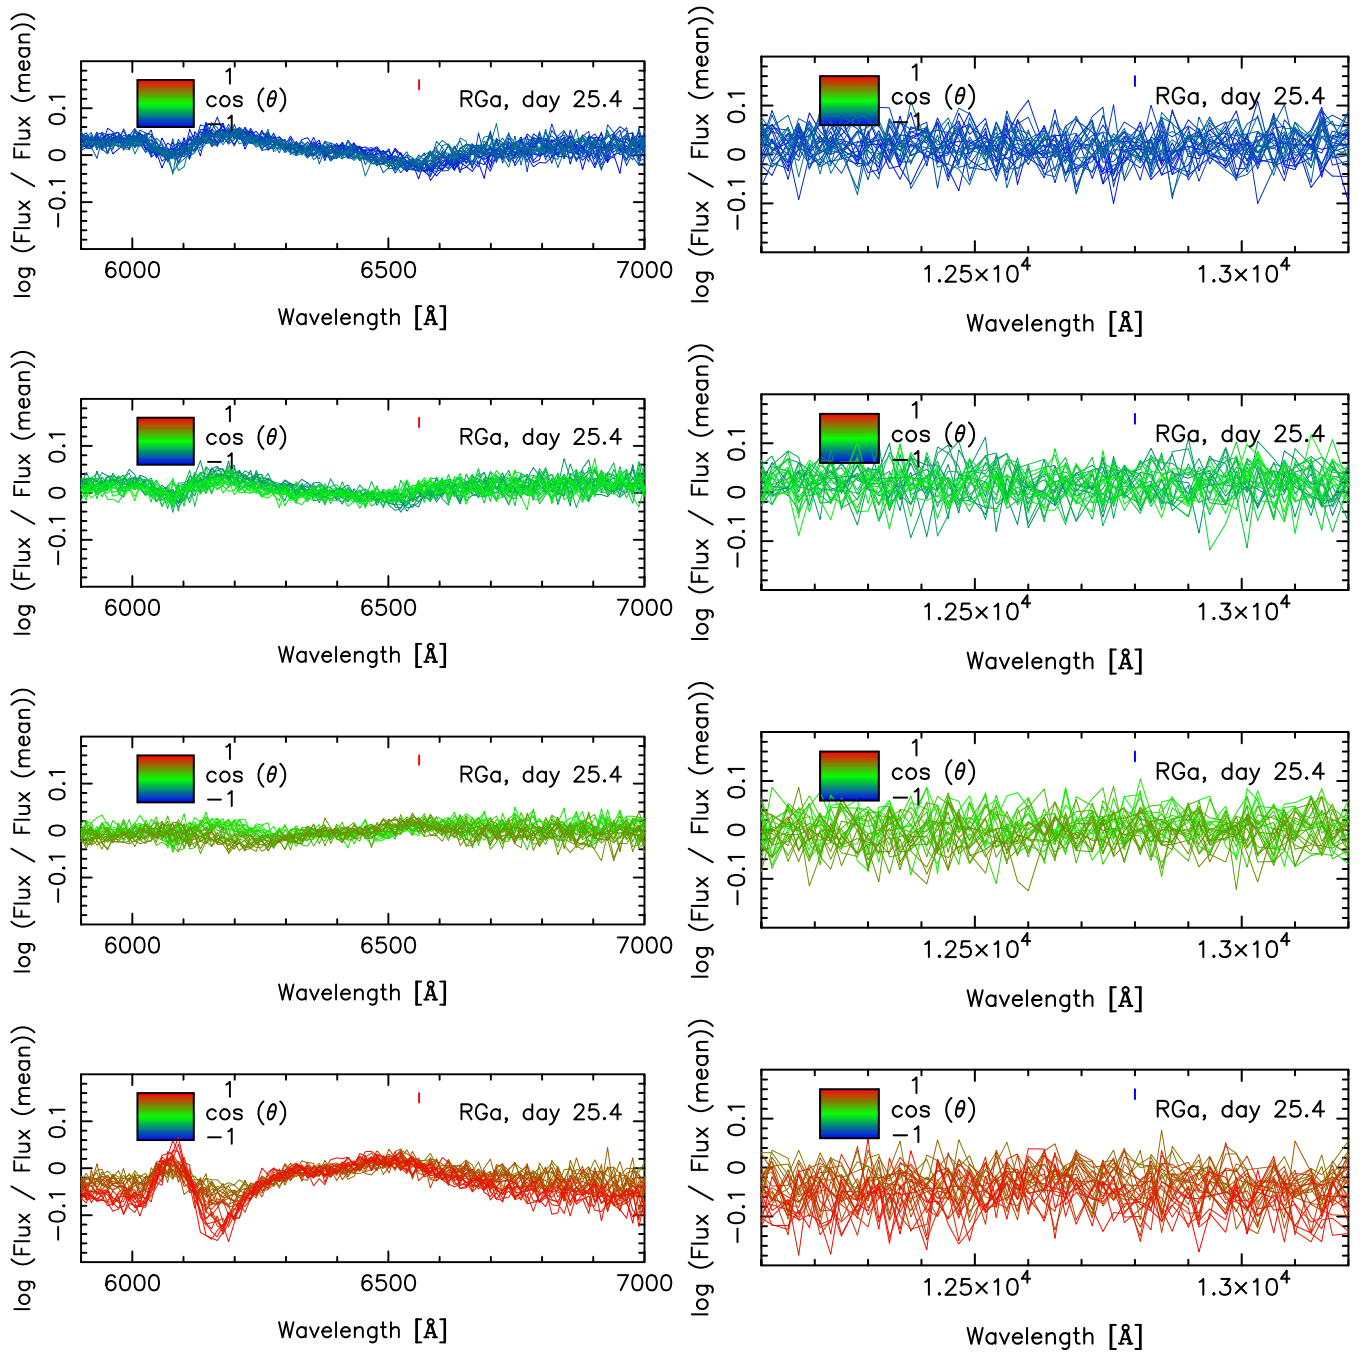 log (Flux / Flux (mean))
0.1
0
−0.1
1
cos (θ)
−1
RGa, day 25.4
6000
6500
7000
Wavelength [Å]
log (Flux / Flux (mean))
0.1
0
−0.1
1
cos (θ)
−1
RGa, day 25.4
1.25×10⁴
1.3×10⁴
Wavelength [Å]
log (Flux / Flux (mean))
0.1
0
−0.1
1
cos (θ)
−1
RGa, day 25.4
6000
6500
7000
Wavelength [Å]
log (Flux / Flux (mean))
0.1
0
−0.1
1
cos (θ)
−1
RGa, day 25.4
1.25×10⁴
1.3×10⁴
Wavelength [Å]
log (Flux / Flux (mean))
0.1
0
−0.1
1
cos (θ)
−1
RGa, day 25.4
6000
6500
7000
Wavelength [Å]
log (Flux / Flux (mean))
0.1
0
−0.1
1
cos (θ)
−1
RGa, day 25.4
1.25×10⁴
1.3×10⁴
Wavelength [Å]
log (Flux / Flux (mean))
0.1
0
−0.1
1
cos (θ)
−1
RGa, day 25.4
6000
6500
7000
Wavelength [Å]
log (Flux / Flux (mean))
0.1
0
−0.1
1
cos (θ)
−1
RGa, day 25.4
1.25×10⁴
1.3×10⁴
Wavelength [Å]